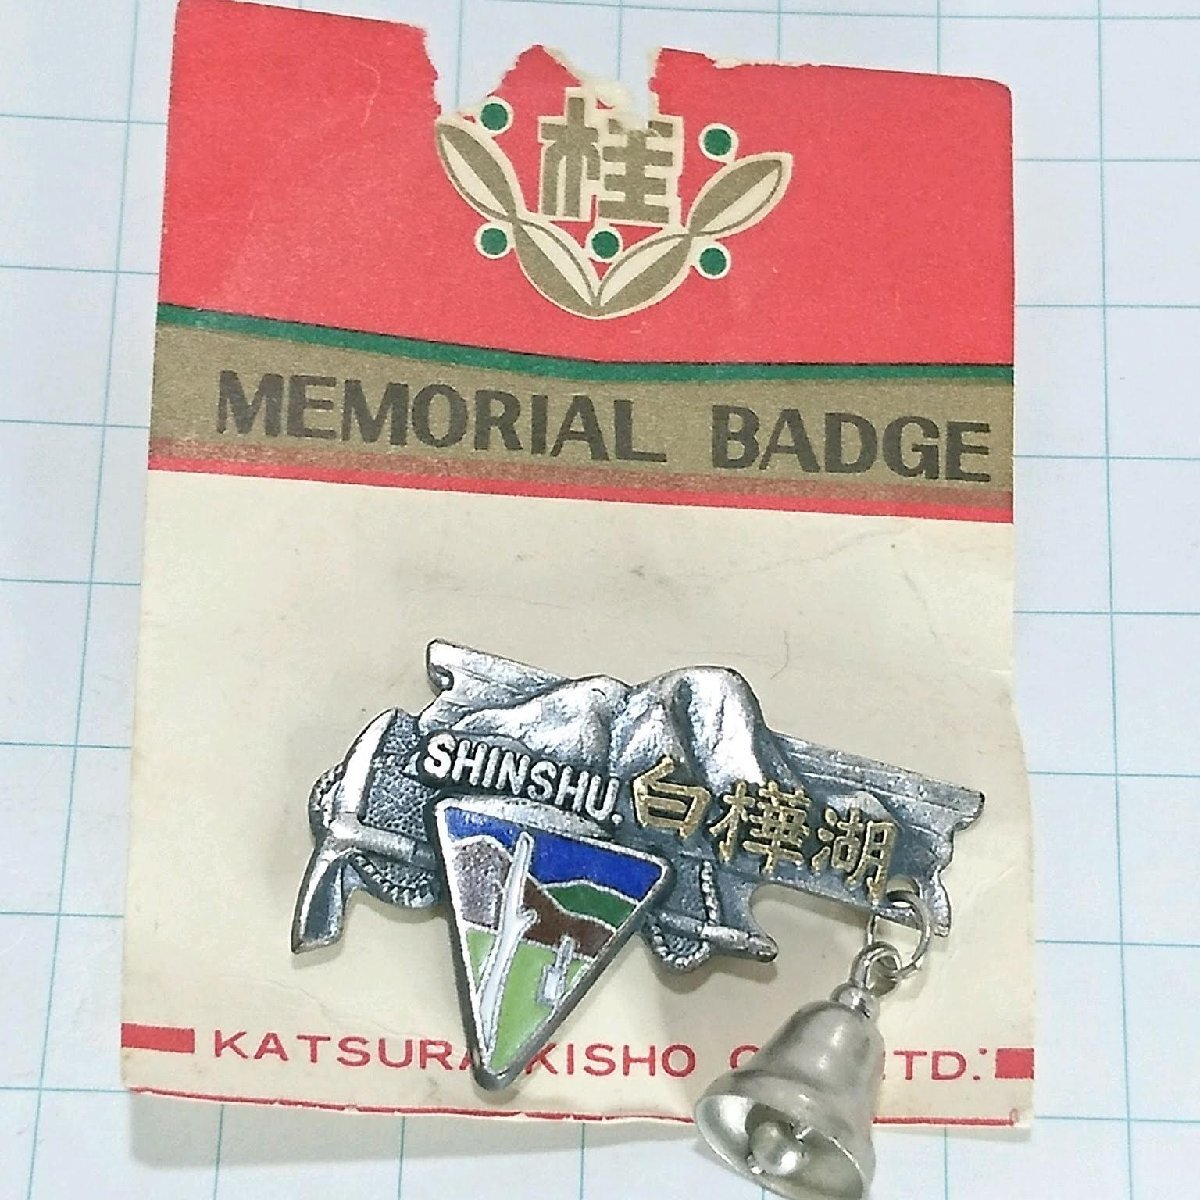 桂
MEMORIAL BADGE
SHINSHU. 白樺湖
KATSURA KISHO LTD.